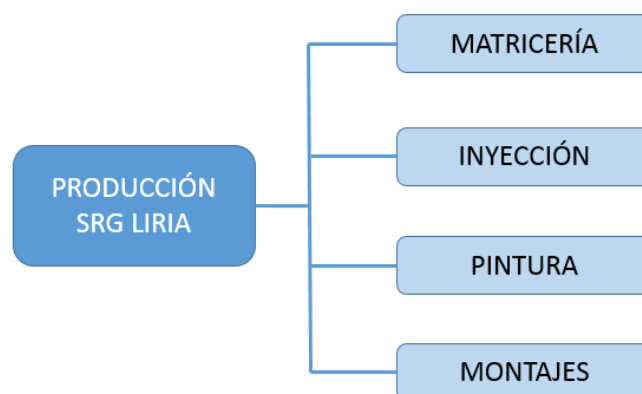 PRODUCCIÓN
SRG LIRIA
MATRICERÍA
INYECCIÓN
PINTURA
MONTAJES